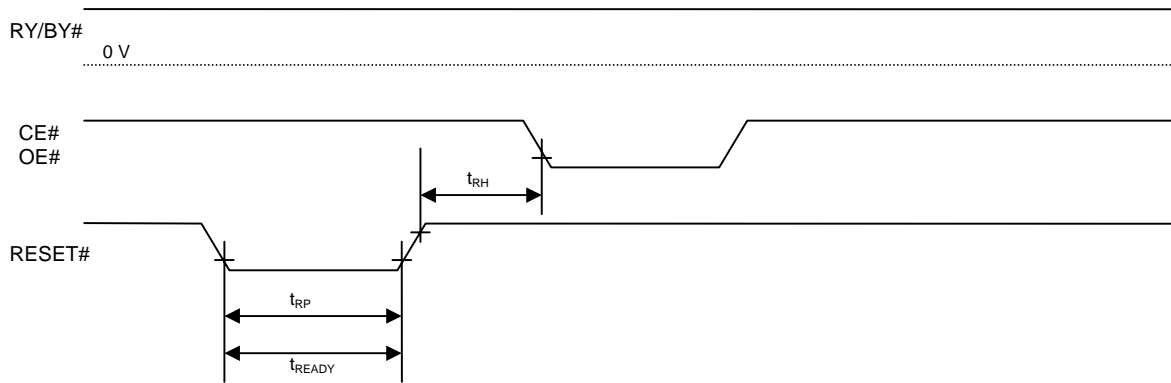 RY/BY#
0 V
CE#
OE#
tRH
RESET#
tRP
tREADY